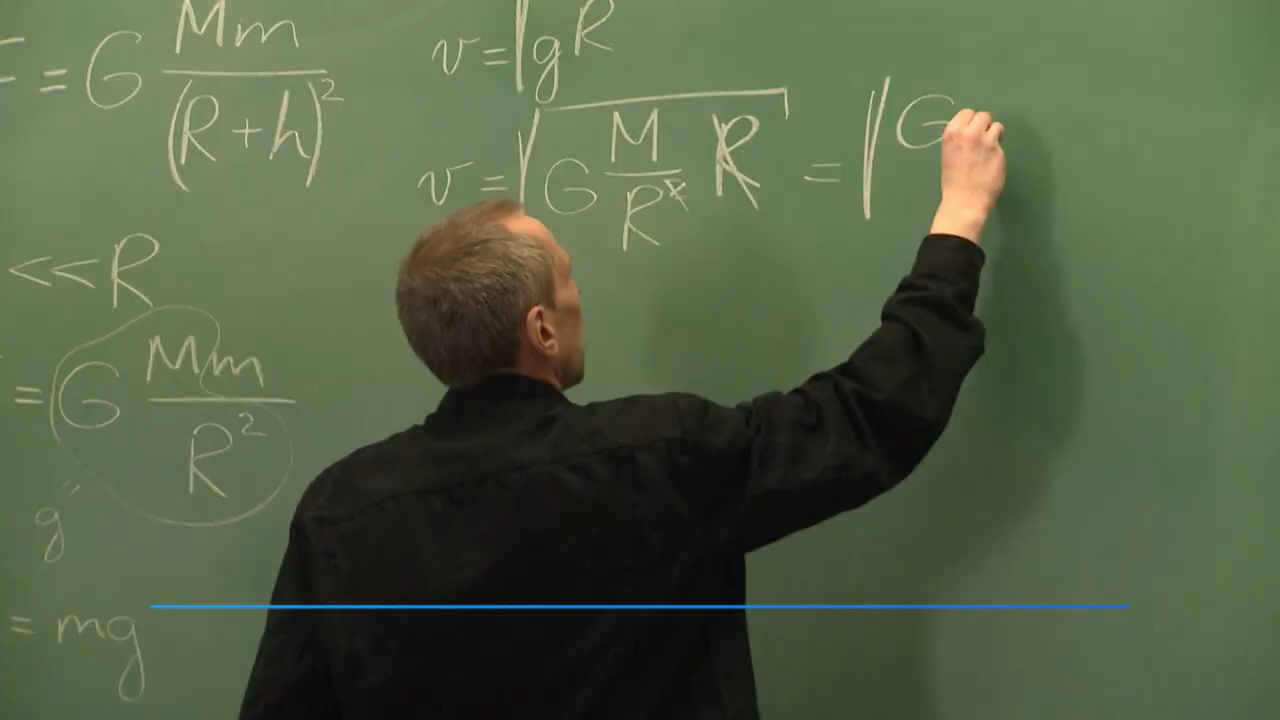 = G Mm / (R + h)²
<< R
= G Mm / R²
"
g
= mg
v = √gR
v = √G M/R² R = √G